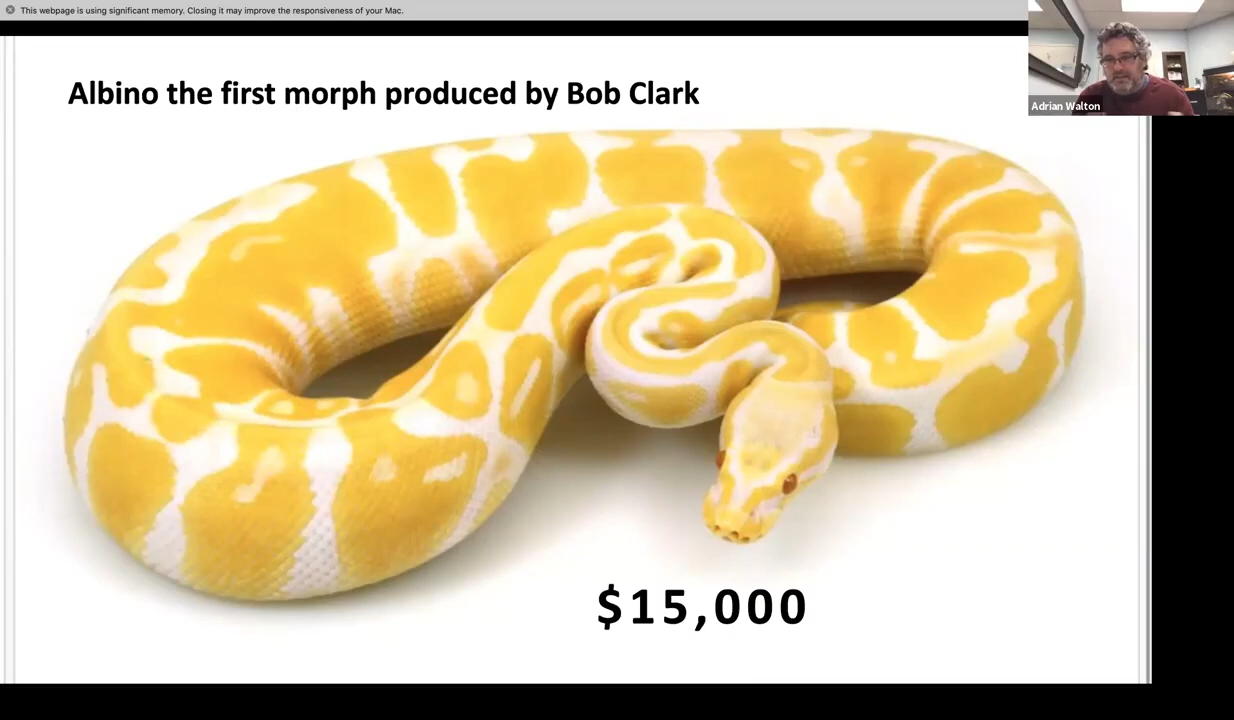 This webpage is using significant memory. Closing it may improve the responsiveness of your Mac.
Albino the first morph produced by Bob Clark
Adrian Walton
$15,000